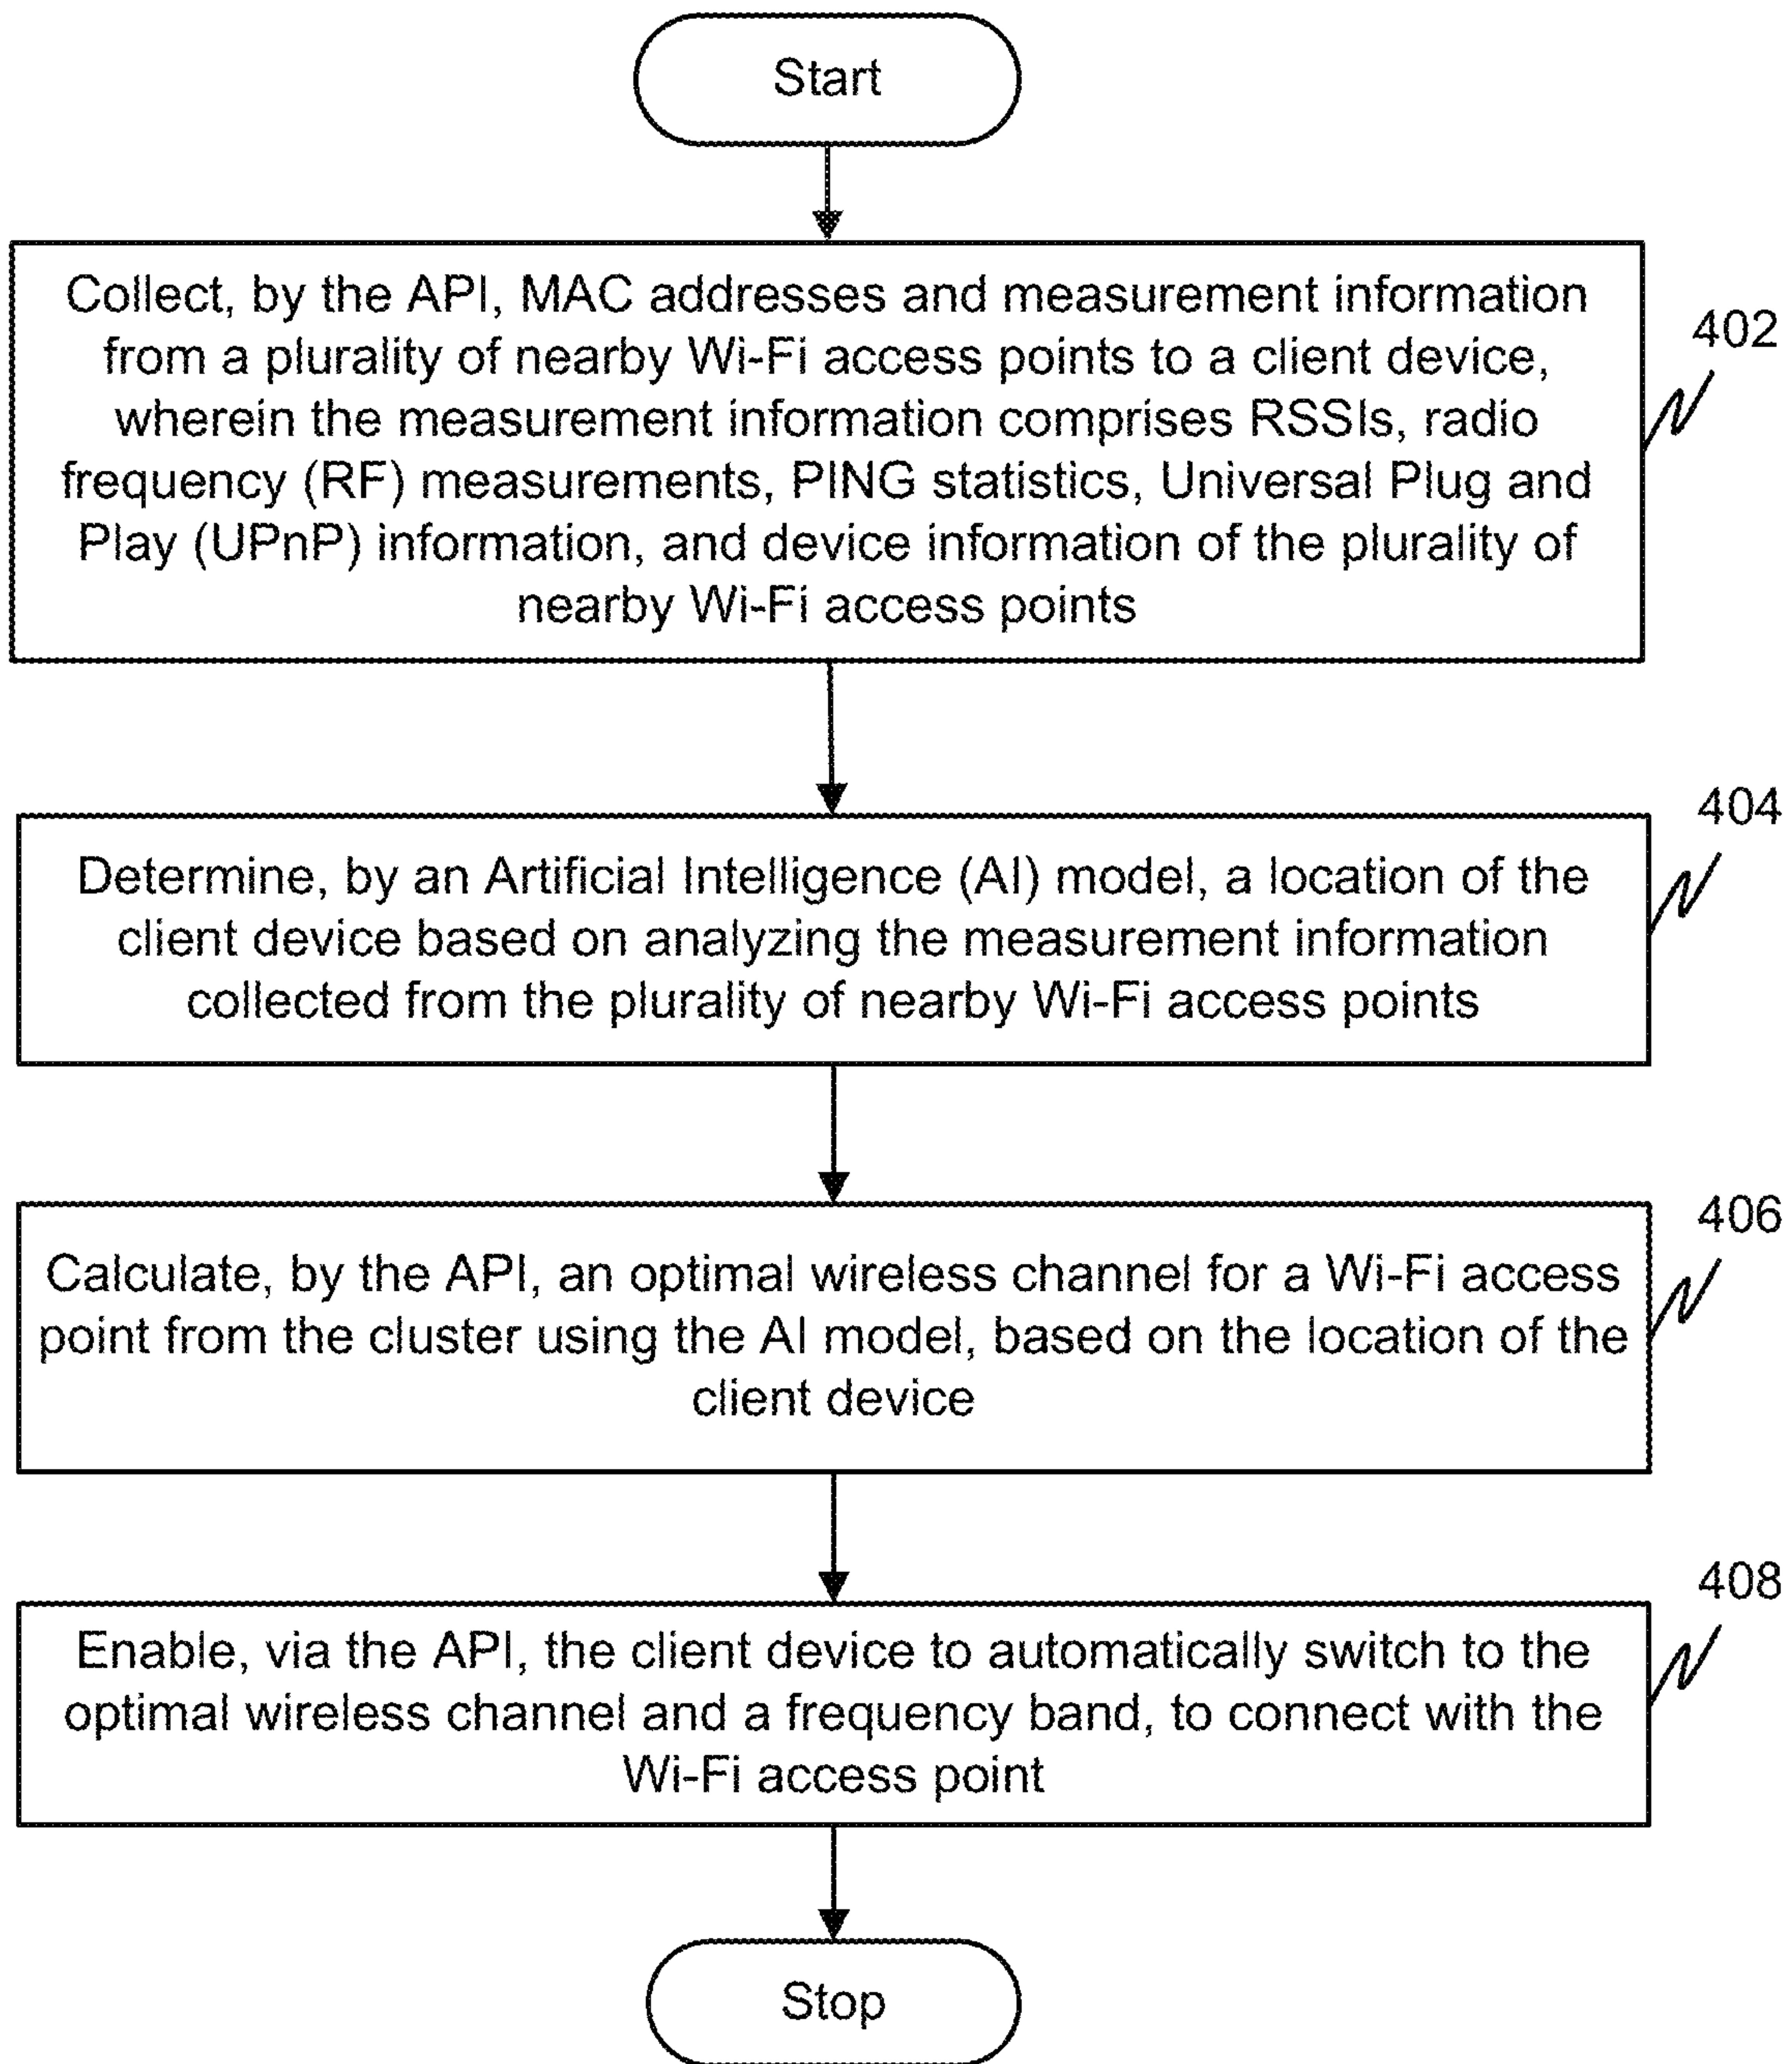 Start
Collect, by the API, MAC addresses and measurement information
from a plurality of nearby Wi-Fi access points to a client device,
wherein the measurement information comprises RSSIs, radio
frequency (RF) measurements, PING statistics, Universal Plug and
Play (UPnP) information, and device information of the plurality of
nearby Wi-Fi access points
402
Determine, by an Artificial Intelligence (AI) model, a location of the
client device based on analyzing the measurement information
collected from the plurality of nearby Wi-Fi access points
404
Calculate, by the API, an optimal wireless channel for a Wi-Fi access
point from the cluster using the AI model, based on the location of the
client device
406
Enable, via the API, the client device to automatically switch to the
optimal wireless channel and a frequency band, to connect with the
Wi-Fi access point
408
Stop